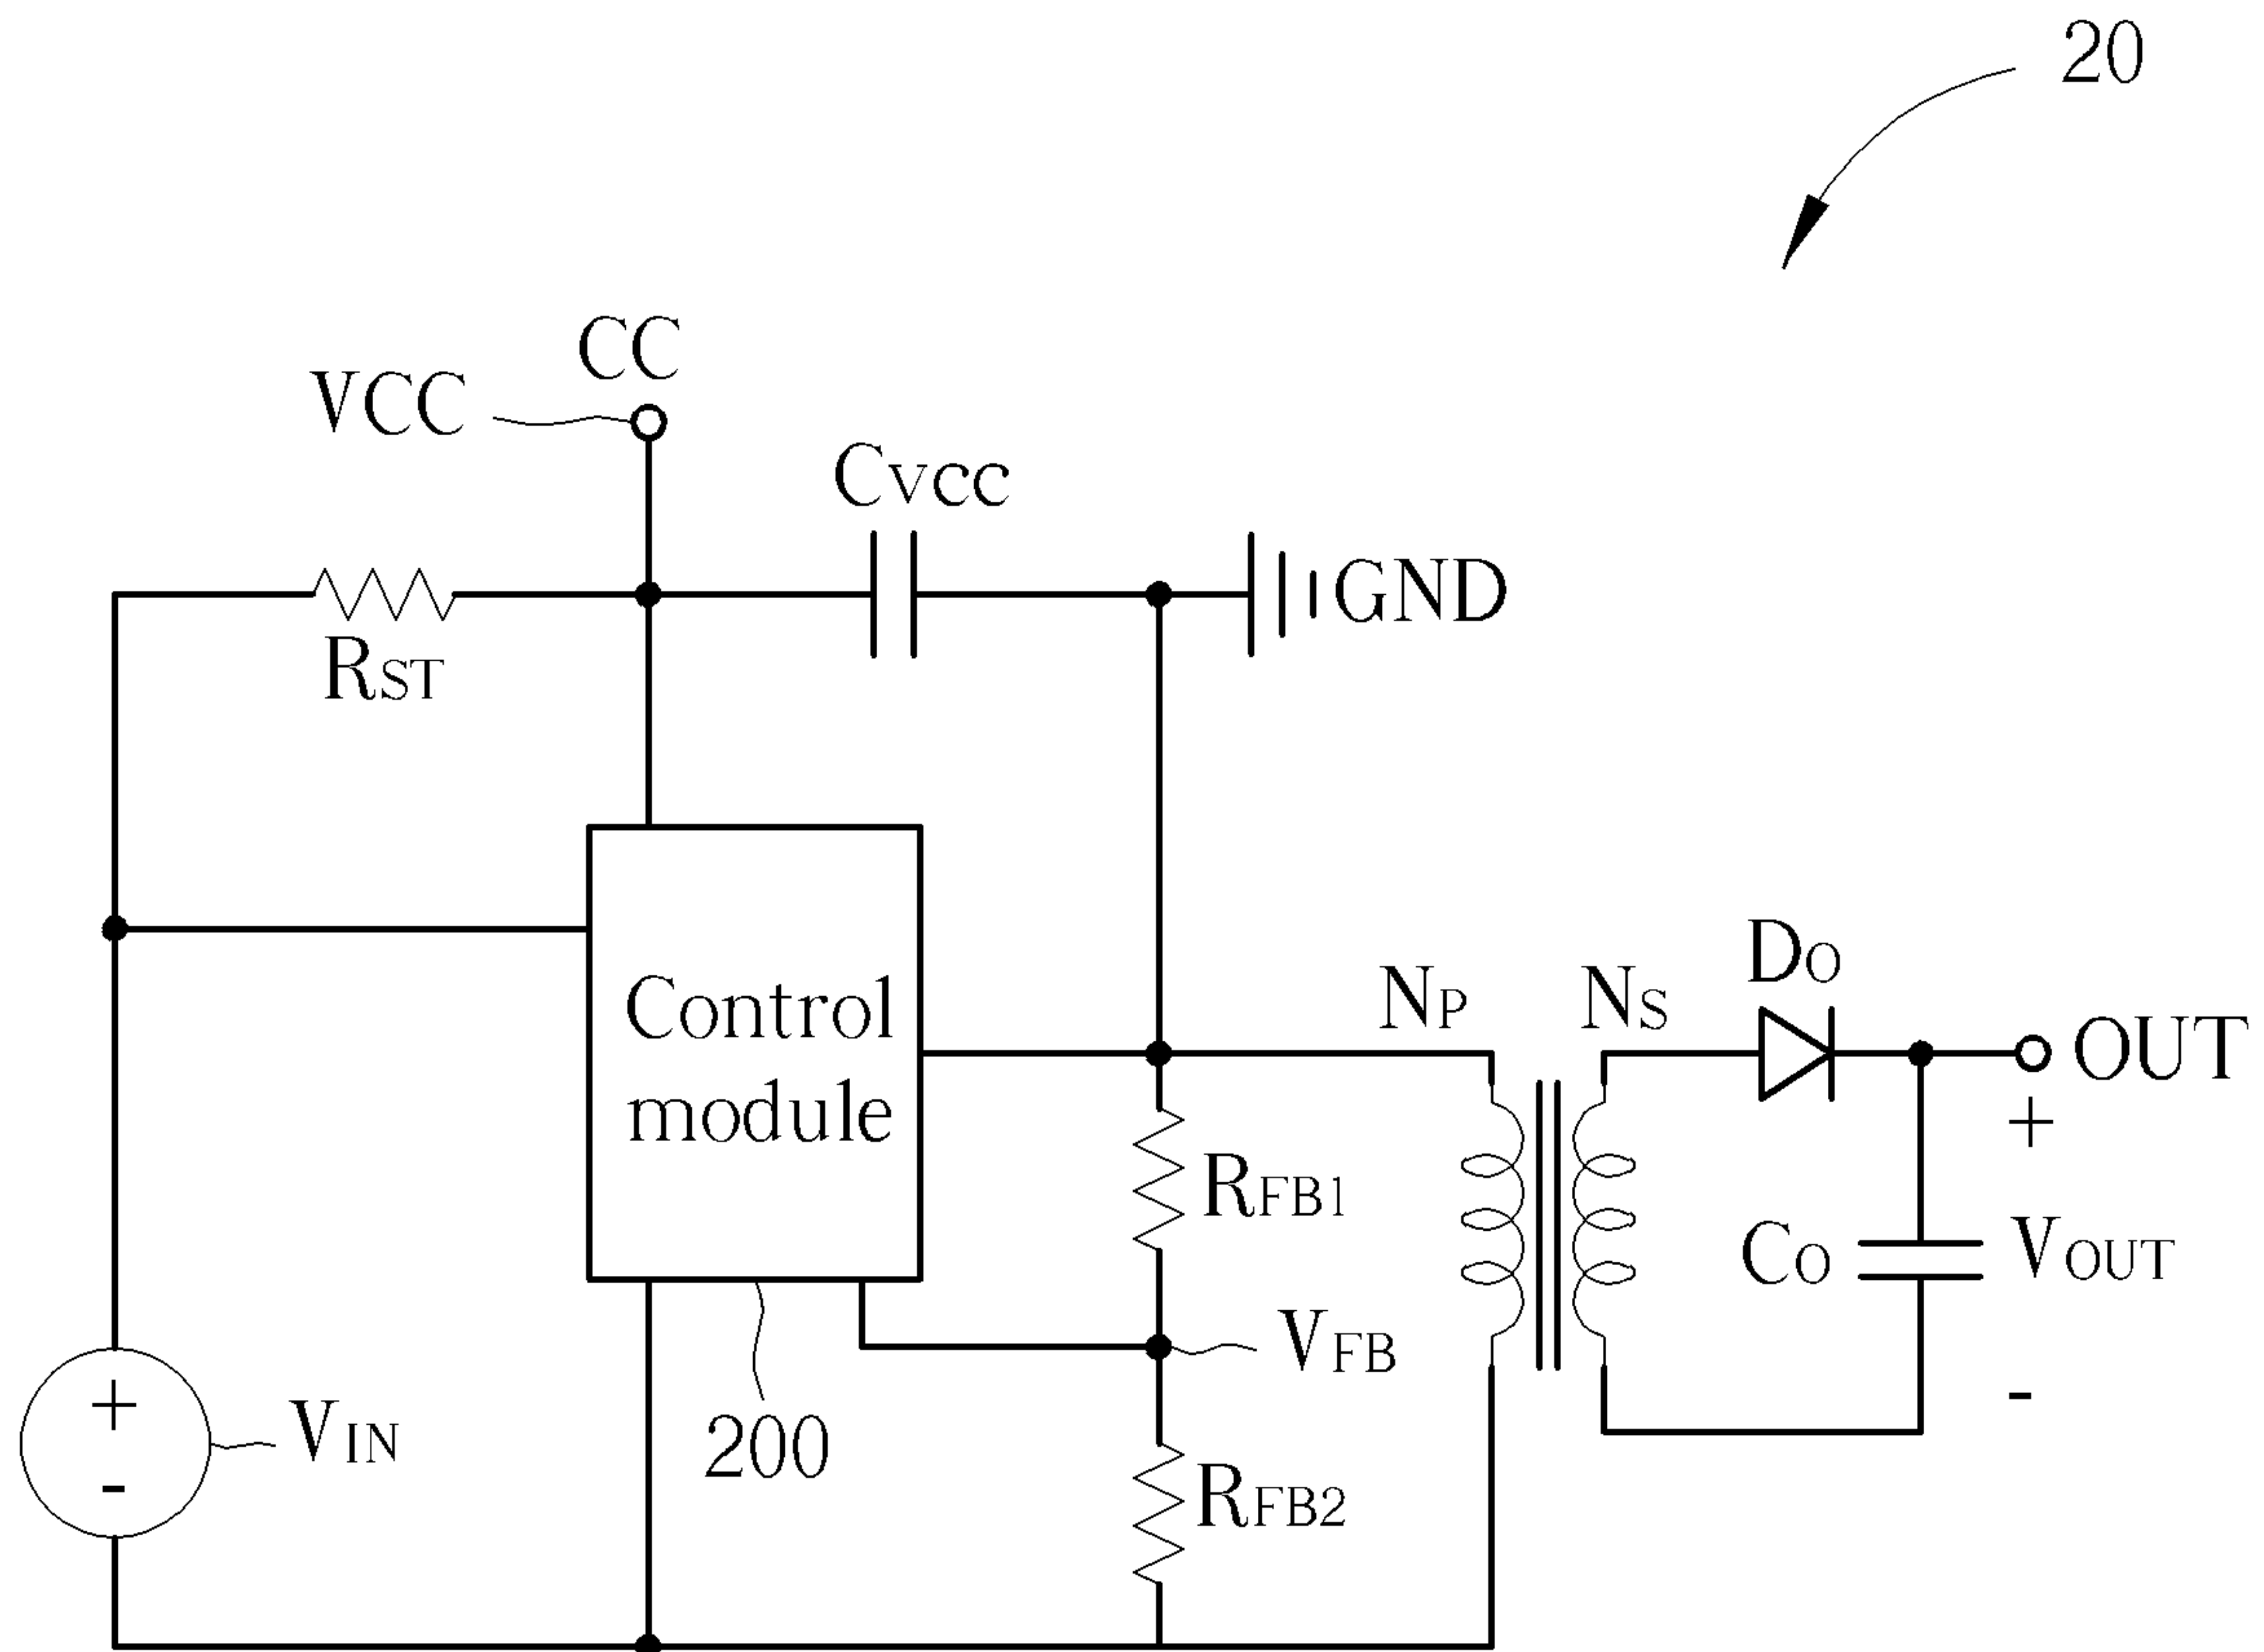 20
CC
VCC
CVCC
GND
RST
Control
module
NP
NS
DO
OUT
+
RFB1
CO
VOUT
VFB
-
+
-
VIN
200
RFB2